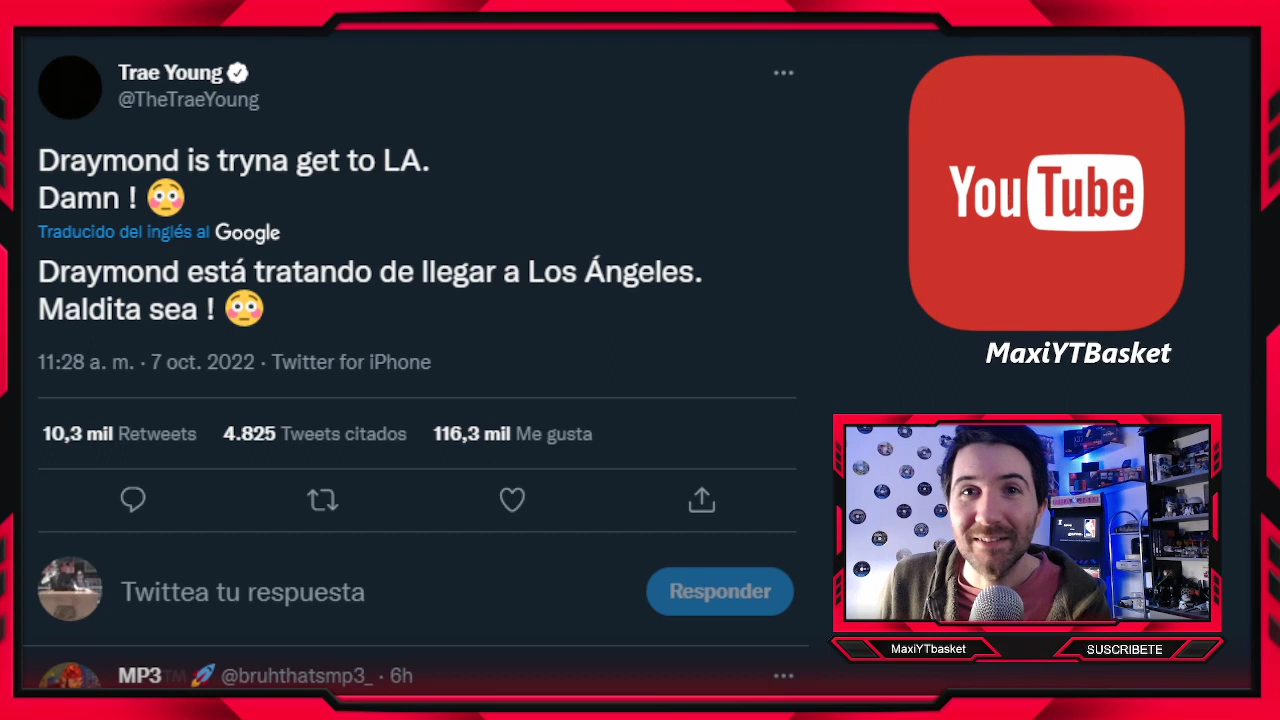 Trae Young
@TheTraeYoung
Draymond is tryna get to LA.
Damn ! 😳
Traducido del inglés al Google
Draymond está tratando de llegar a Los Ángeles.
Maldita sea ! 😳
11:28 a. m. · 7 oct. 2022 · Twitter for iPhone
10,3 mil Retweets 4.825 Tweets citados 116,3 mil Me gusta
Twittea tu respuesta
Responder
MP3™ 🚀 @bruhthatsmp3_ · 6h
YouTube
MaxiYTBasket
MaxiYTbasket
SUSCRIBETE